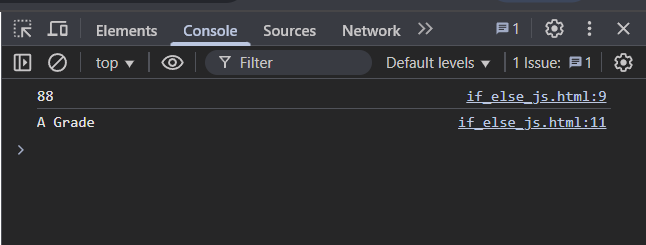 Elements Console Sources Network 1
top Filter Default levels 1 Issue: 1
88 if_else_js.html:9
A Grade if_else_js.html:11